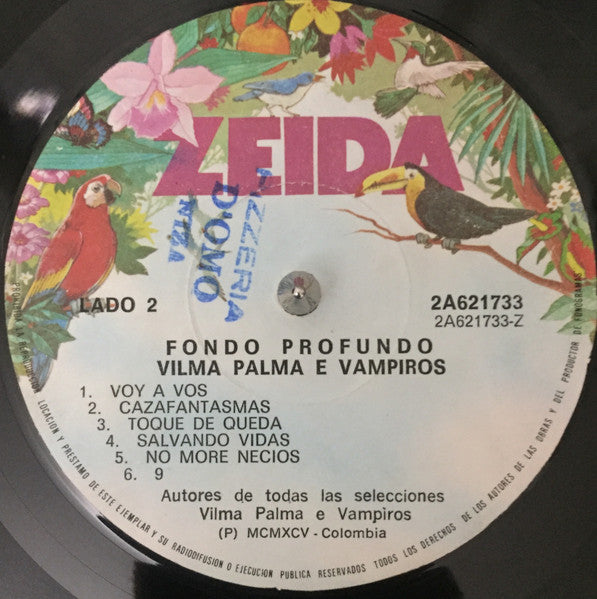 ZEIDA
PIZZERIA
D'OMO
NIZA
LADO 2
2A621733
2A621733-Z
FONDO PROFUNDO
VILMA PALMA E VAMPIROS
1. VOY A VOS
2. CAZAFANTASMAS
3. TOQUE DE QUEDA
4. SALVANDO VIDAS
5. NO MORE NECIOS
6. 9
Autores de todas las selecciones
Vilma Palma e Vampiros
(P) MCMXCV - Colombia
LOCACION Y PRESTAMO DE ESTE EJEMPLAR Y SU RADIODIFUSION O EJECUCION PUBLICA RESERVADOS TODOS LOS DERECHOS DE LOS AUTORES DE LAS OBRAS Y DEL PRODUCTOR DE FONOGRAMAS